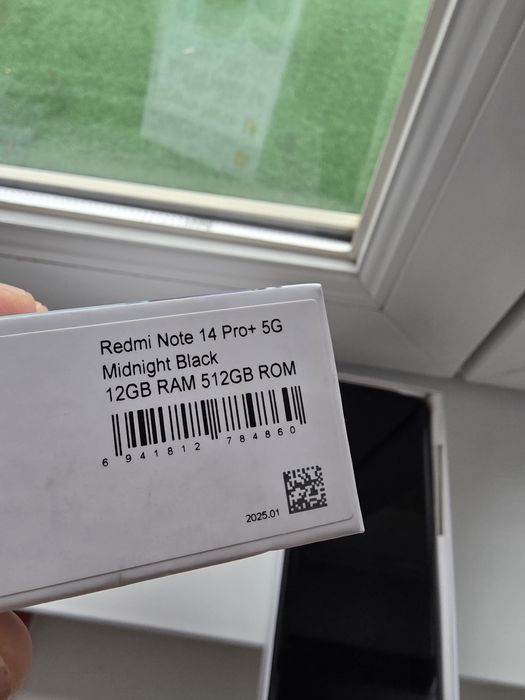 Redmi Note 14 Pro+ 5G
Midnight Black
12GB RAM 512GB ROM
6 941812 784860
2025.01